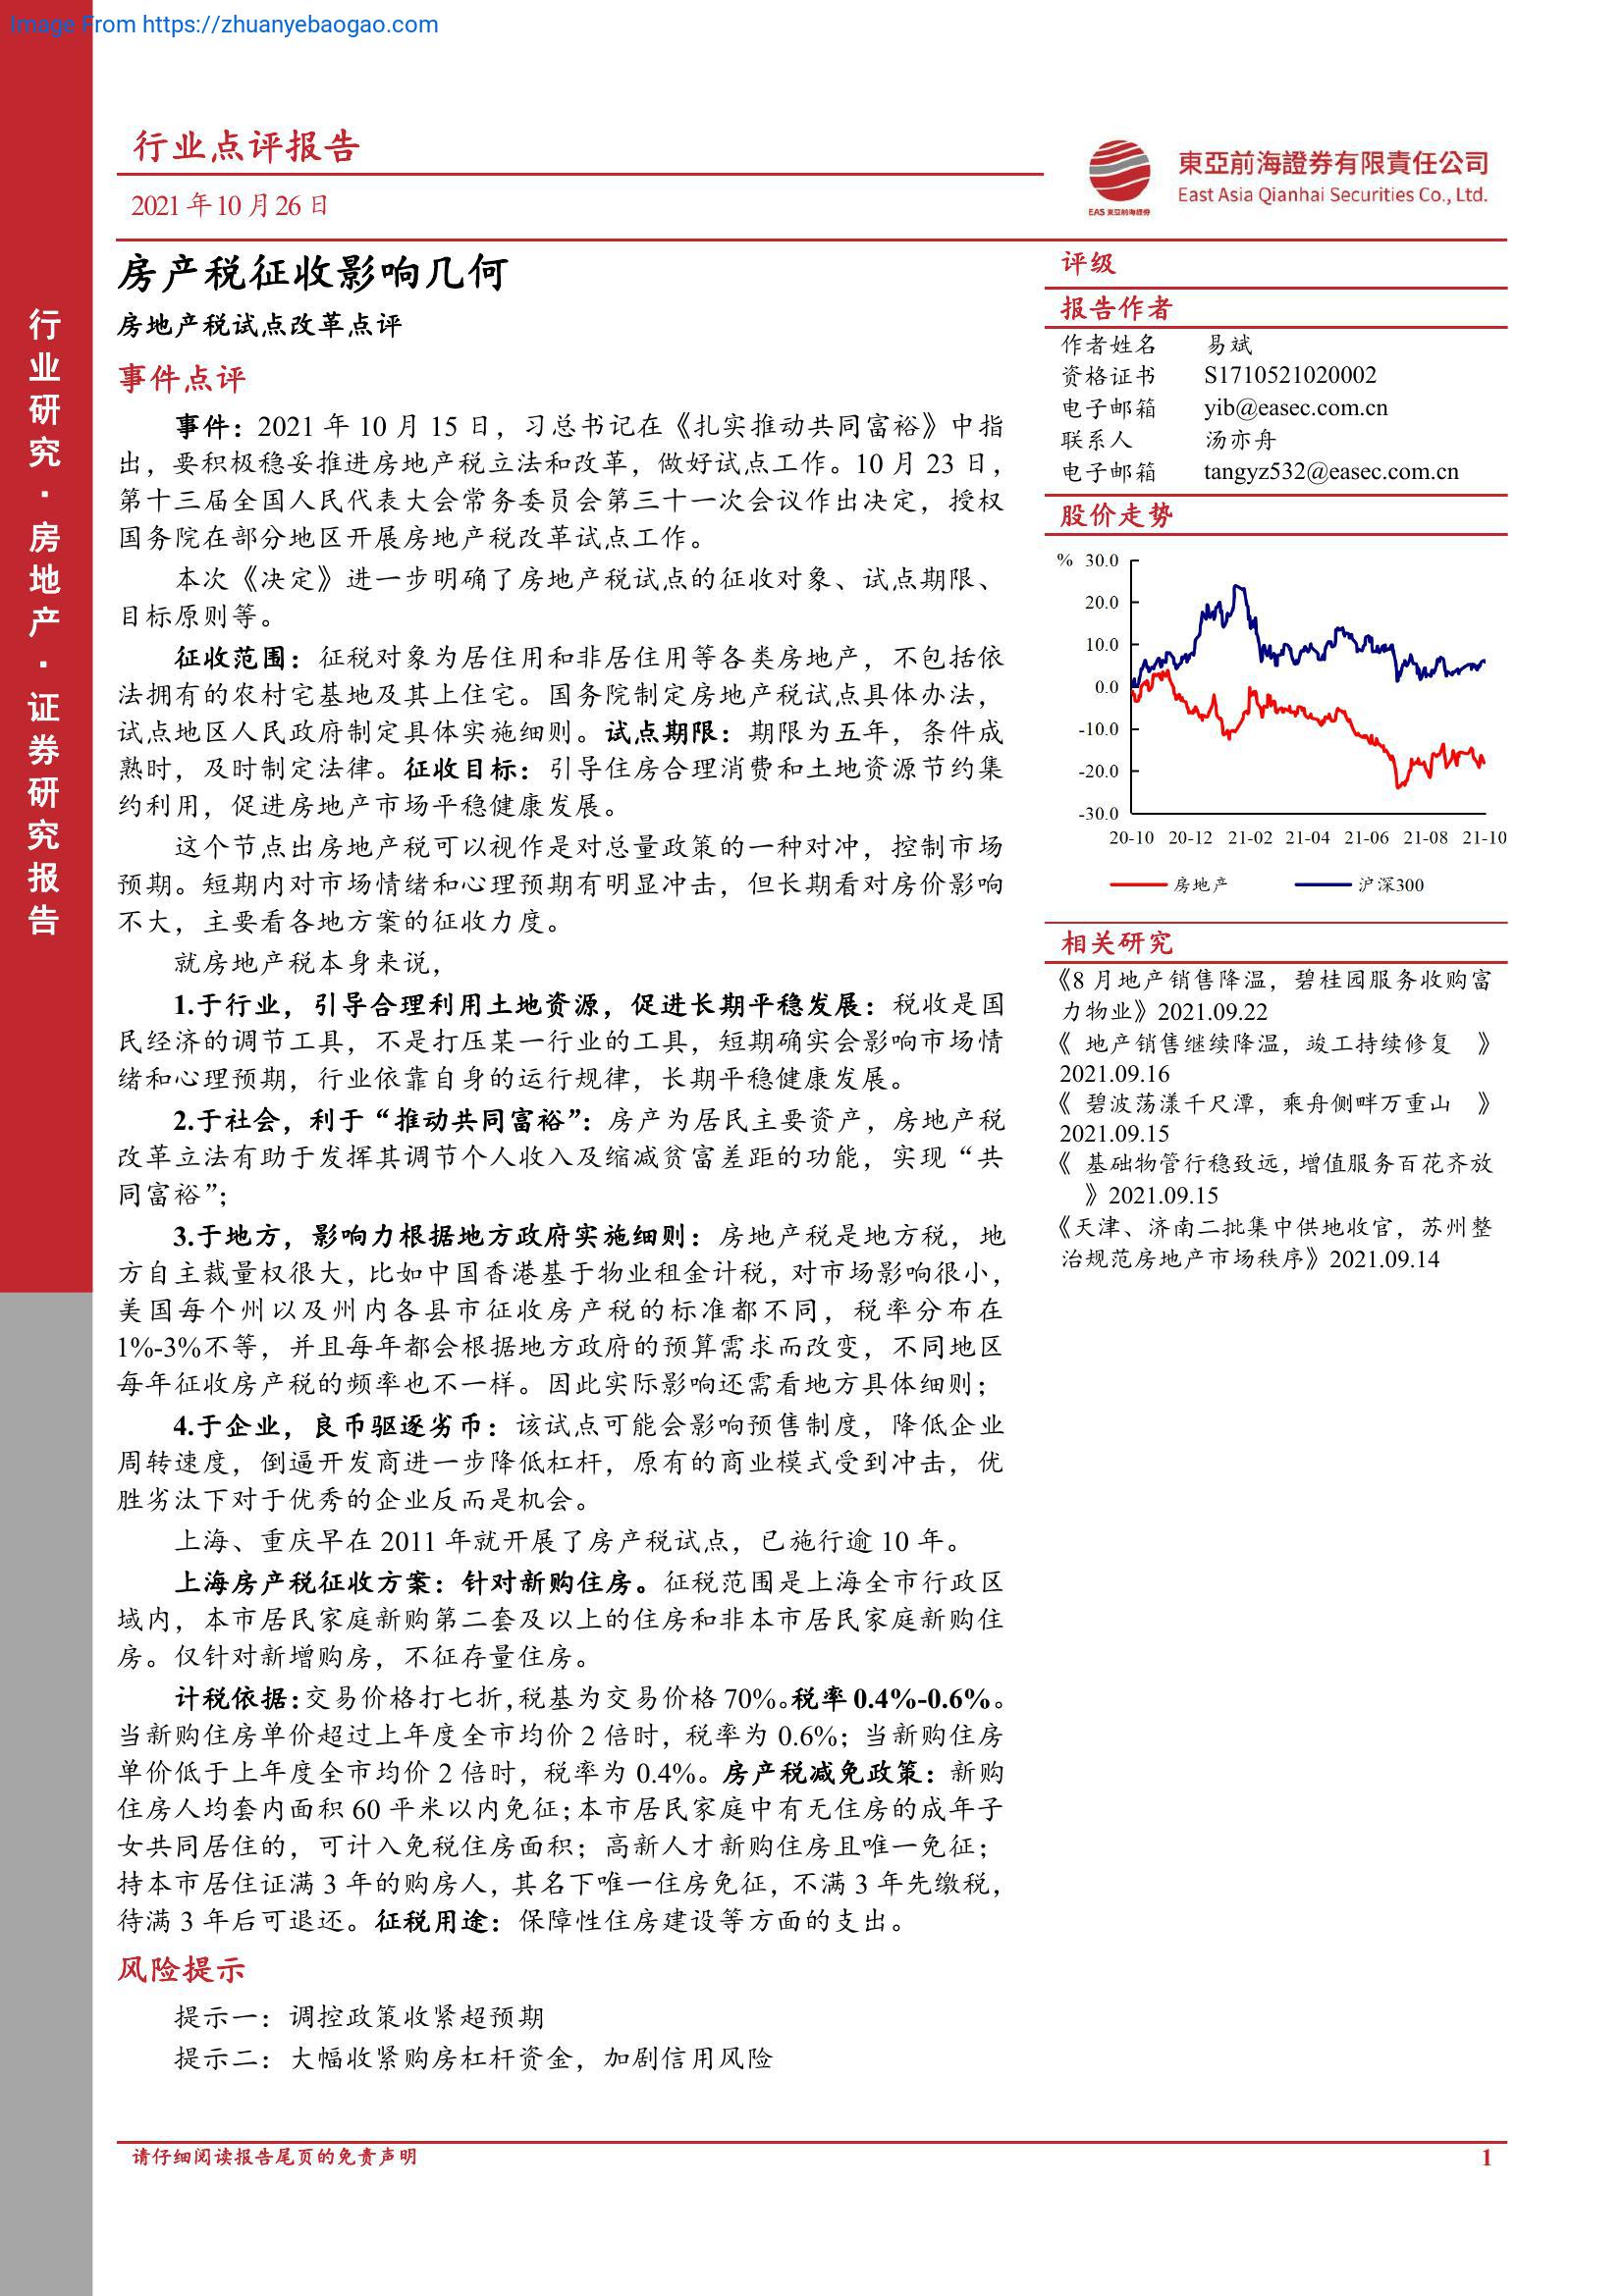 Image From https://zhuanyebaogao.com
行业点评报告
2021年10月26日
東亞前海證券有限責任公司
East Asia Qianhai Securities Co., Ltd.
EAS 東亞前海證券
行业研究·房地产·证券研究报告
房产税征收影响几何
房地产税试点改革点评
事件点评
事件：2021 年 10 月 15 日，习总书记在《扎实推动共同富裕》中指
出，要积极稳妥推进房地产税立法和改革，做好试点工作。10 月 23 日，
第十三届全国人民代表大会常务委员会第三十一次会议作出决定，授权
国务院在部分地区开展房地产税改革试点工作。
本次《决定》进一步明确了房地产税试点的征收对象、试点期限、
目标原则等。
征收范围：征税对象为居住用和非居住用等各类房地产，不包括依
法拥有的农村宅基地及其上住宅。国务院制定房地产税试点具体办法，
试点地区人民政府制定具体实施细则。试点期限：期限为五年，条件成
熟时，及时制定法律。征收目标：引导住房合理消费和土地资源节约集
约利用，促进房地产市场平稳健康发展。
这个节点出房地产税可以视作是对总量政策的一种对冲，控制市场
预期。短期内对市场情绪和心理预期有明显冲击，但长期看对房价影响
不大，主要看各地方案的征收力度。
就房地产税本身来说，
1.于行业，引导合理利用土地资源，促进长期平稳发展：税收是国
民经济的调节工具，不是打压某一行业的工具，短期确实会影响市场情
绪和心理预期，行业依靠自身的运行规律，长期平稳健康发展。
2.于社会，利于“推动共同富裕”：房产为居民主要资产，房地产税
改革立法有助于发挥其调节个人收入及缩减贫富差距的功能，实现“共
同富裕”；
3.于地方，影响力根据地方政府实施细则：房地产税是地方税，地
方自主裁量权很大，比如中国香港基于物业租金计税，对市场影响很小，
美国每个州以及州内各县市征收房产税的标准都不同，税率分布在
1%-3%不等，并且每年都会根据地方政府的预算需求而改变，不同地区
每年征收房产税的频率也不一样。因此实际影响还需看地方具体细则；
4.于企业，良币驱逐劣币：该试点可能会影响预售制度，降低企业
周转速度，倒逼开发商进一步降低杠杆，原有的商业模式受到冲击，优
胜劣汰下对于优秀的企业反而是机会。
上海、重庆早在 2011 年就开展了房产税试点，已施行逾 10 年。
上海房产税征收方案：针对新购住房。征税范围是上海全市行政区
域内，本市居民家庭新购第二套及以上的住房和非本市居民家庭新购住
房。仅针对新增购房，不征存量住房。
计税依据：交易价格打七折，税基为交易价格 70%。税率 0.4%-0.6%。
当新购住房单价超过上年度全市均价 2 倍时，税率为 0.6%；当新购住房
单价低于上年度全市均价 2 倍时，税率为 0.4%。房产税减免政策：新购
住房人均套内面积 60 平米以内免征；本市居民家庭中有无住房的成年子
女共同居住的，可计入免税住房面积；高新人才新购住房且唯一免征；
持本市居住证满 3 年的购房人，其名下唯一住房免征，不满 3 年先缴税，
待满 3 年后可退还。征税用途：保障性住房建设等方面的支出。
风险提示
提示一：调控政策收紧超预期
提示二：大幅收紧购房杠杆资金，加剧信用风险
评级
报告作者
作者姓名 易斌
资格证书 S1710521020002
电子邮箱 yib@easec.com.cn
联系人 汤亦舟
电子邮箱 tangyz532@easec.com.cn
股价走势
% 30.0
20.0
10.0
0.0
-10.0
-20.0
-30.0
20-10 20-12 21-02 21-04 21-06 21-08 21-10
房地产 沪深300
相关研究
《8 月地产销售降温，碧桂园服务收购富
力物业》2021.09.22
《 地产销售继续降温，竣工持续修复 》
2021.09.16
《 碧波荡漾千尺潭，乘舟侧畔万重山 》
2021.09.15
《 基础物管行稳致远，增值服务百花齐放
》2021.09.15
《天津、济南二批集中供地收官，苏州整
治规范房地产市场秩序》2021.09.14
请仔细阅读报告尾页的免责声明
1